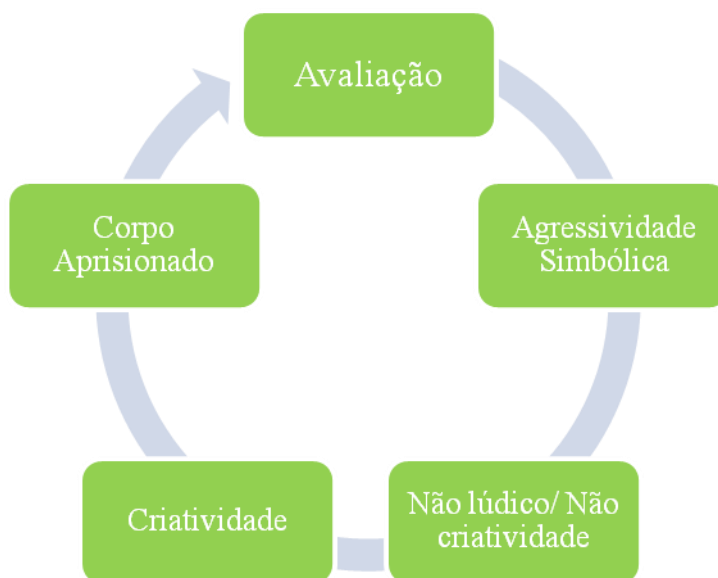 Avaliação
Agressividade
Simbólica
Não lúdico/ Não
criatividade
Criatividade
Corpo
Aprisionado